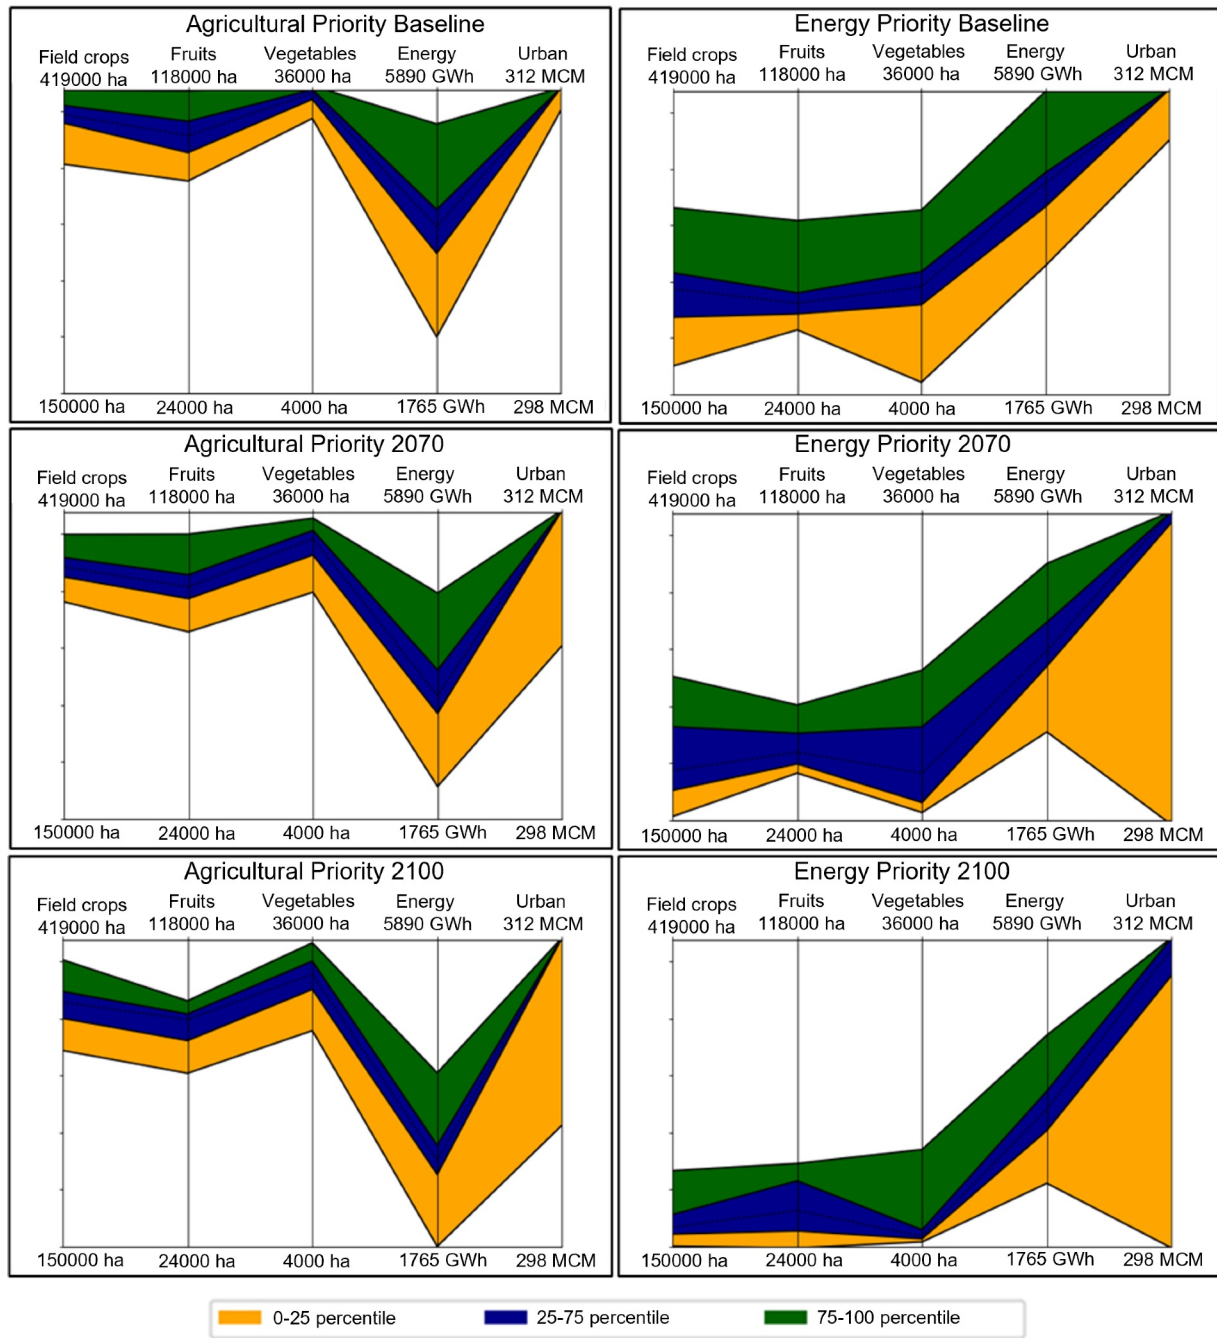 Agricultural Priority Baseline
Field crops Fruits Vegetables Energy Urban
419000 ha 118000 ha 36000 ha 5890 GWh 312 MCM
150000 ha 24000 ha 4000 ha 1765 GWh 298 MCM
Energy Priority Baseline
Field crops Fruits Vegetables Energy Urban
419000 ha 118000 ha 36000 ha 5890 GWh 312 MCM
150000 ha 24000 ha 4000 ha 1765 GWh 298 MCM
Agricultural Priority 2070
Field crops Fruits Vegetables Energy Urban
419000 ha 118000 ha 36000 ha 5890 GWh 312 MCM
150000 ha 24000 ha 4000 ha 1765 GWh 298 MCM
Energy Priority 2070
Field crops Fruits Vegetables Energy Urban
419000 ha 118000 ha 36000 ha 5890 GWh 312 MCM
150000 ha 24000 ha 4000 ha 1765 GWh 298 MCM
Agricultural Priority 2100
Field crops Fruits Vegetables Energy Urban
419000 ha 118000 ha 36000 ha 5890 GWh 312 MCM
150000 ha 24000 ha 4000 ha 1765 GWh 298 MCM
Energy Priority 2100
Field crops Fruits Vegetables Energy Urban
419000 ha 118000 ha 36000 ha 5890 GWh 312 MCM
150000 ha 24000 ha 4000 ha 1765 GWh 298 MCM
0-25 percentile 25-75 percentile 75-100 percentile